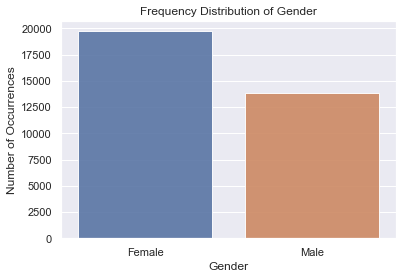 Frequency Distribution of Gender
20000
17500
15000
12500
10000
7500
5000
2500
0
Number of Occurrences
Female
Male
Gender